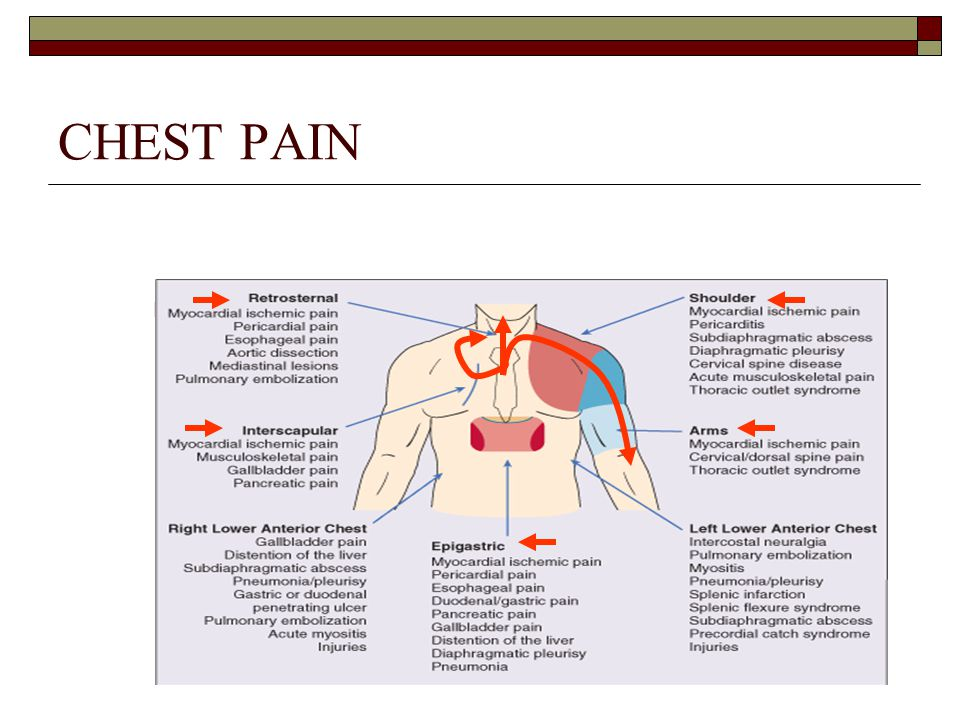 CHEST PAIN
Retrosternal
Myocardial ischemic pain
Pericardial pain
Esophageal pain
Aortic dissection
Mediastinal lesions
Pulmonary embolization
Interscapular
Myocardial ischemic pain
Musculoskeletal pain
Gallbladder pain
Pancreatic pain
Right Lower Anterior Chest
Gallbladder pain
Distention of the liver
Subdiaphragmatic abscess
Pneumonia/pleurisy
Gastric or duodenal
penetrating ulcer
Pulmonary embolization
Acute myositis
Injuries
Epigastric
Myocardial ischemic pain
Pericardial pain
Esophageal pain
Duodenal/gastric pain
Pancreatic pain
Gallbladder pain
Distention of the liver
Diaphragmatic pleurisy
Pneumonia
Shoulder
Myocardial ischemic pain
Pericarditis
Subdiaphragmatic abscess
Diaphragmatic pleurisy
Cervical spine disease
Acute musculoskeletal pain
Thoracic outlet syndrome
Arms
Myocardial ischemic pain
Cervical/dorsal spine pain
Thoracic outlet syndrome
Left Lower Anterior Chest
Intercostal neuralgia
Pulmonary embolization
Myositis
Pneumonia/pleurisy
Splenic infarction
Splenic flexure syndrome
Subdiaphragmatic abscess
Precordial catch syndrome
Injuries